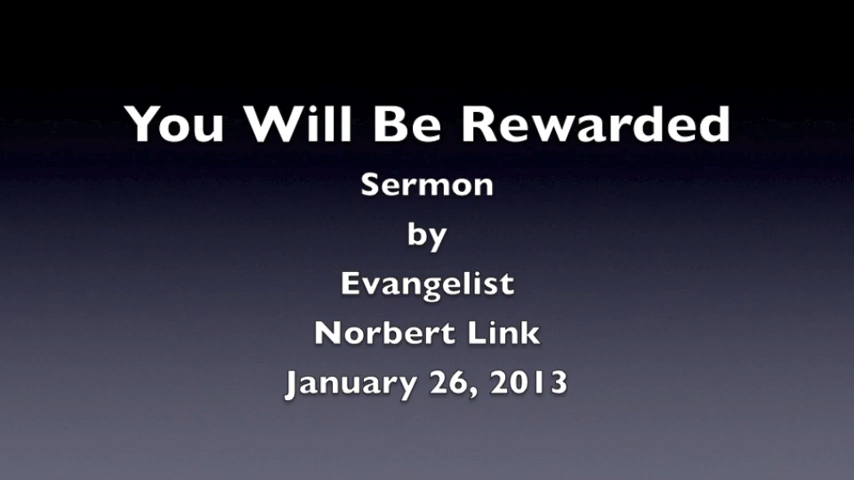 You Will Be Rewarded
Sermon
by
Evangelist
Norbert Link
January 26, 2013